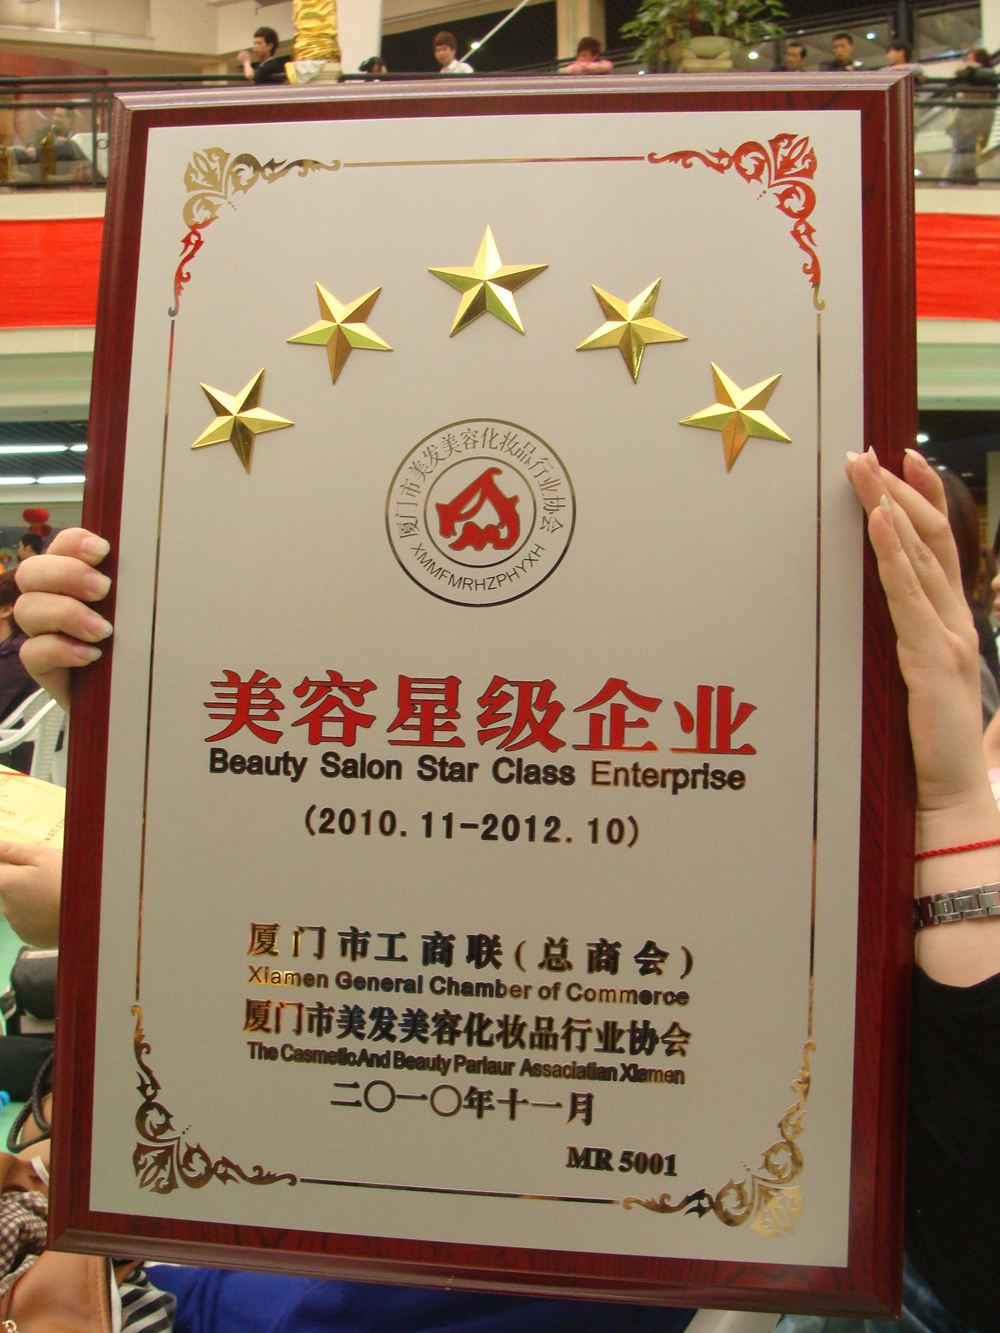 厦门市美发美容化妆品行业协会
XMMFMRHZPHYXH
美容星级企业
Beauty Salon Star Class Enterprise
(2010.11-2012.10)
厦门市工商联(总商会)
Xiamen General Chamber of Commerce
厦门市美发美容化妆品行业协会
The Casmetic And Beauty Parlaur Assaciatian Xiamen
二〇一〇年十一月
MR 5001